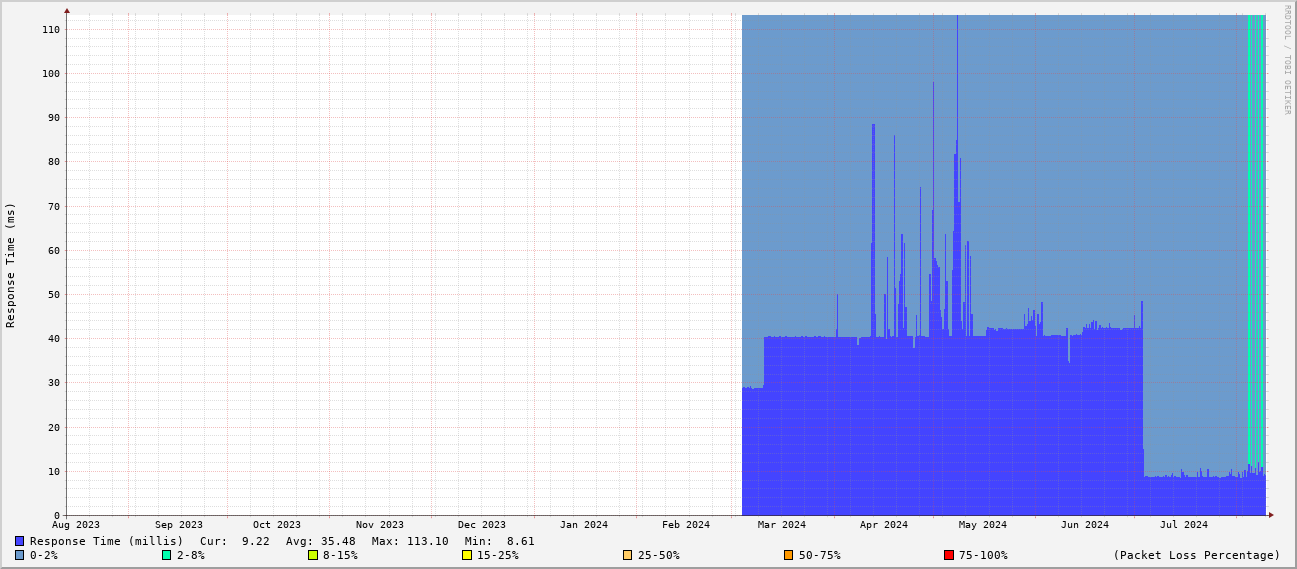 RRDTOOL / TOBI OETIKER
Response Time (ms)
110
100
90
80
70
60
50
40
30
20
10
0
Aug 2023 Sep 2023 Oct 2023 Nov 2023 Dec 2023 Jan 2024 Feb 2024 Mar 2024 Apr 2024 May 2024 Jun 2024 Jul 2024
Response Time (millis) Cur: 9.22 Avg: 35.48 Max: 113.10 Min: 8.61
0-2% 2-8% 8-15% 15-25% 25-50% 50-75% 75-100% (Packet Loss Percentage)